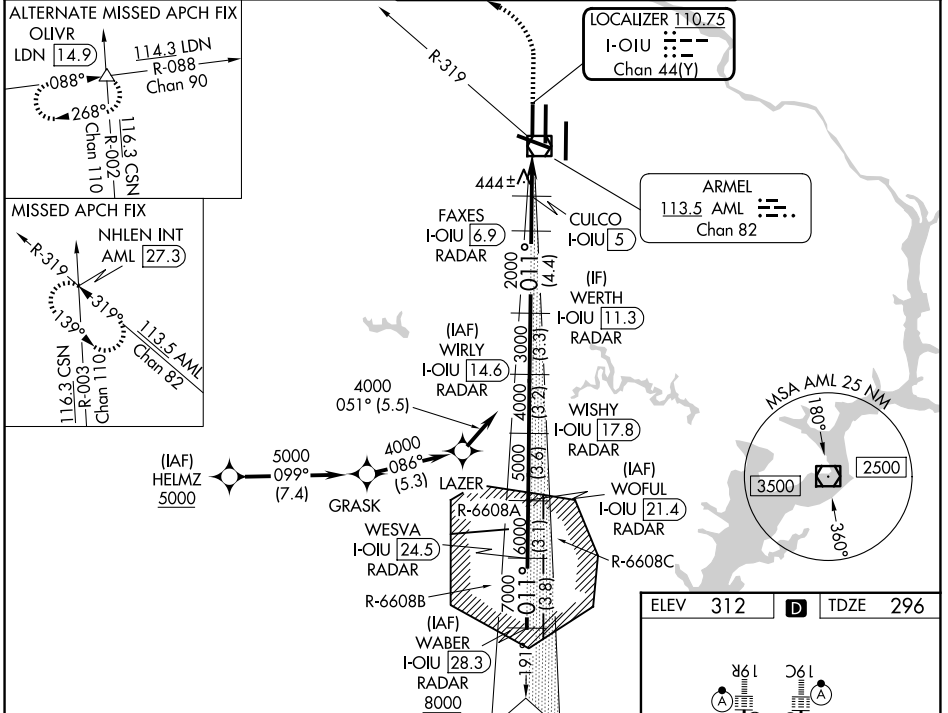 ALTERNATE MISSED APCH FIX
OLIVR
LDN 14.9
114.3 LDN
R-088
Chan 90
088°
268°
116.3 CSN
R-002
Chan 110
MISSED APCH FIX
NHLEN INT
AML 27.3
R-319
319°
139°
113.5 AML
Chan 82
116.3 CSN
R-003
Chan 110
R-319
LOCALIZER 110.75
I-OIU
Chan 44(Y)
444±
ARMEL
113.5 AML
Chan 82
FAXES
I-OIU 6.9
RADAR
CULCO
I-OIU 5
2000
011°
(4.4)
(IF)
WERTH
I-OIU 11.3
RADAR
(IAF)
WIRLY
I-OIU 14.6
RADAR
3000
(3.3)
4000
051° (5.5)
4000
(3.2)
WISHY
I-OIU 17.8
RADAR
(IAF)
HELMZ
5000
5000
099°
(7.4)
GRASK
4000
086°
(5.3)
LAZER
5000
(3.6)
(IAF)
WOFUL
I-OIU 21.4
RADAR
R-6608A
WESVA
I-OIU 24.5
RADAR
6000
(3.1)
R-6608C
R-6608B
7000
011°
(3.8)
(IAF)
WABER
I-OIU 28.3
RADAR
8000
191°
MSA AML 25 NM
180°
3500
2500
360°
ELEV 312
D
TDZE 296
19R
19C
A
A